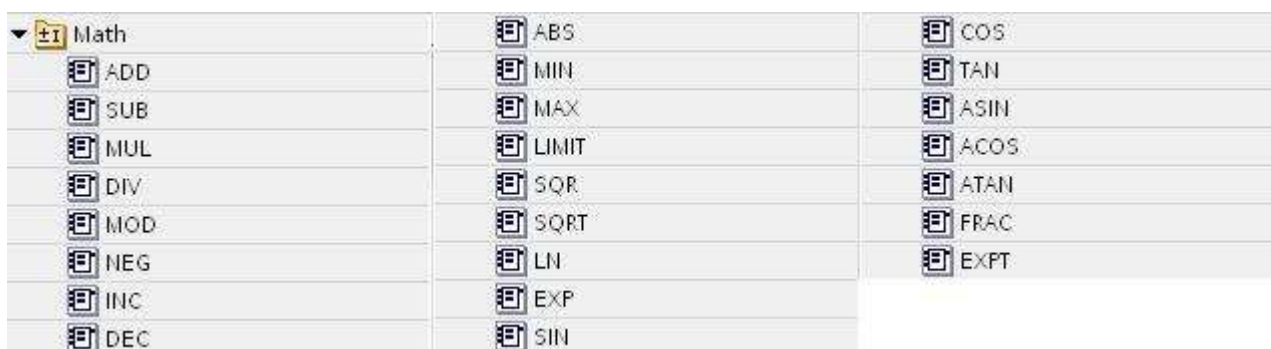 Math
ADD
SUB
MUL
DIV
MOD
NEG
INC
DEC
ABS
MIN
MAX
LIMIT
SQR
SQRT
LN
EXP
SIN
COS
TAN
ASIN
ACOS
ATAN
FRAC
EXPT